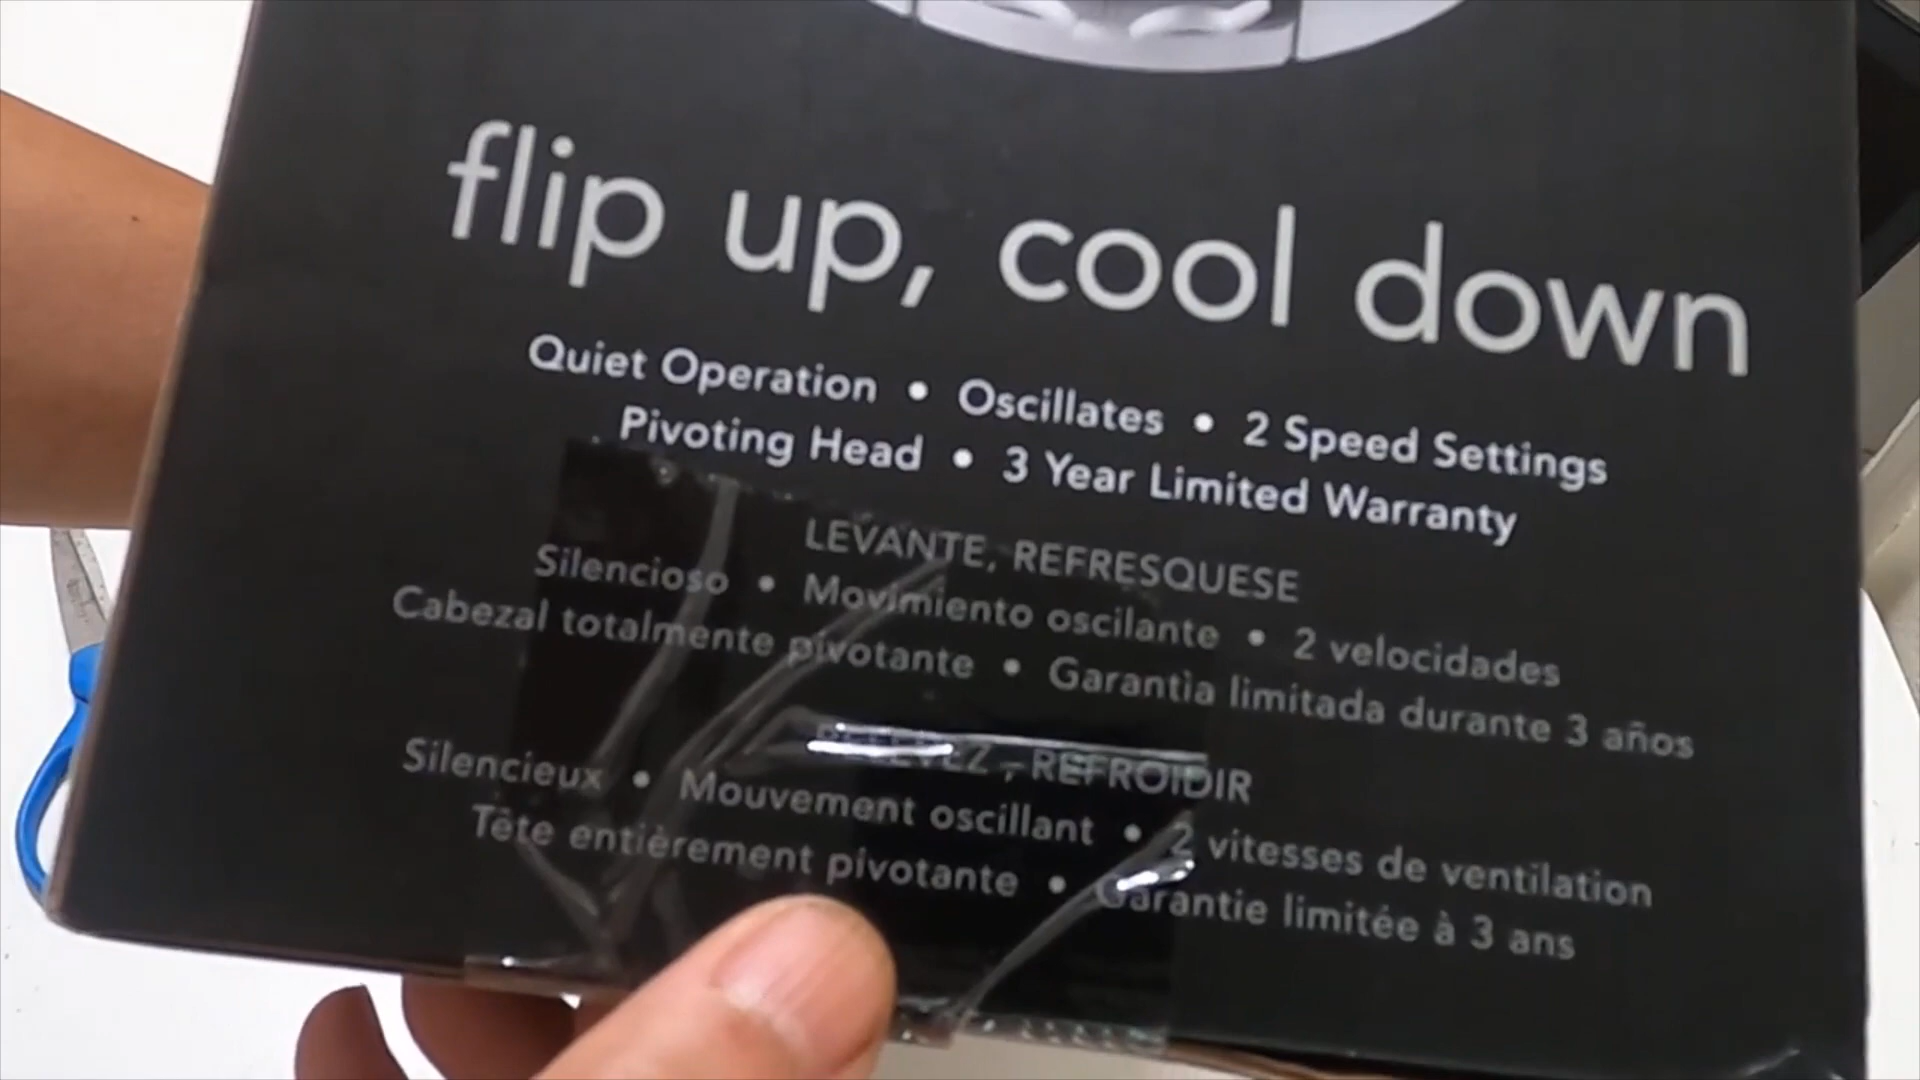 flip up, cool down
Quiet Operation • Oscillates • 2 Speed Settings
Pivoting Head • 3 Year Limited Warranty
LEVANTE, REFRESQUESE
Silencioso • Movimiento oscilante • 2 velocidades
Cabezal totalmente pivotante • Garantìa limitada durante 3 años
, REFROIDIR
Silencieux • Mouvement oscillant • 2 vitesses de ventilation
Tête entièrement pivotante • Garantie limitée à 3 ans